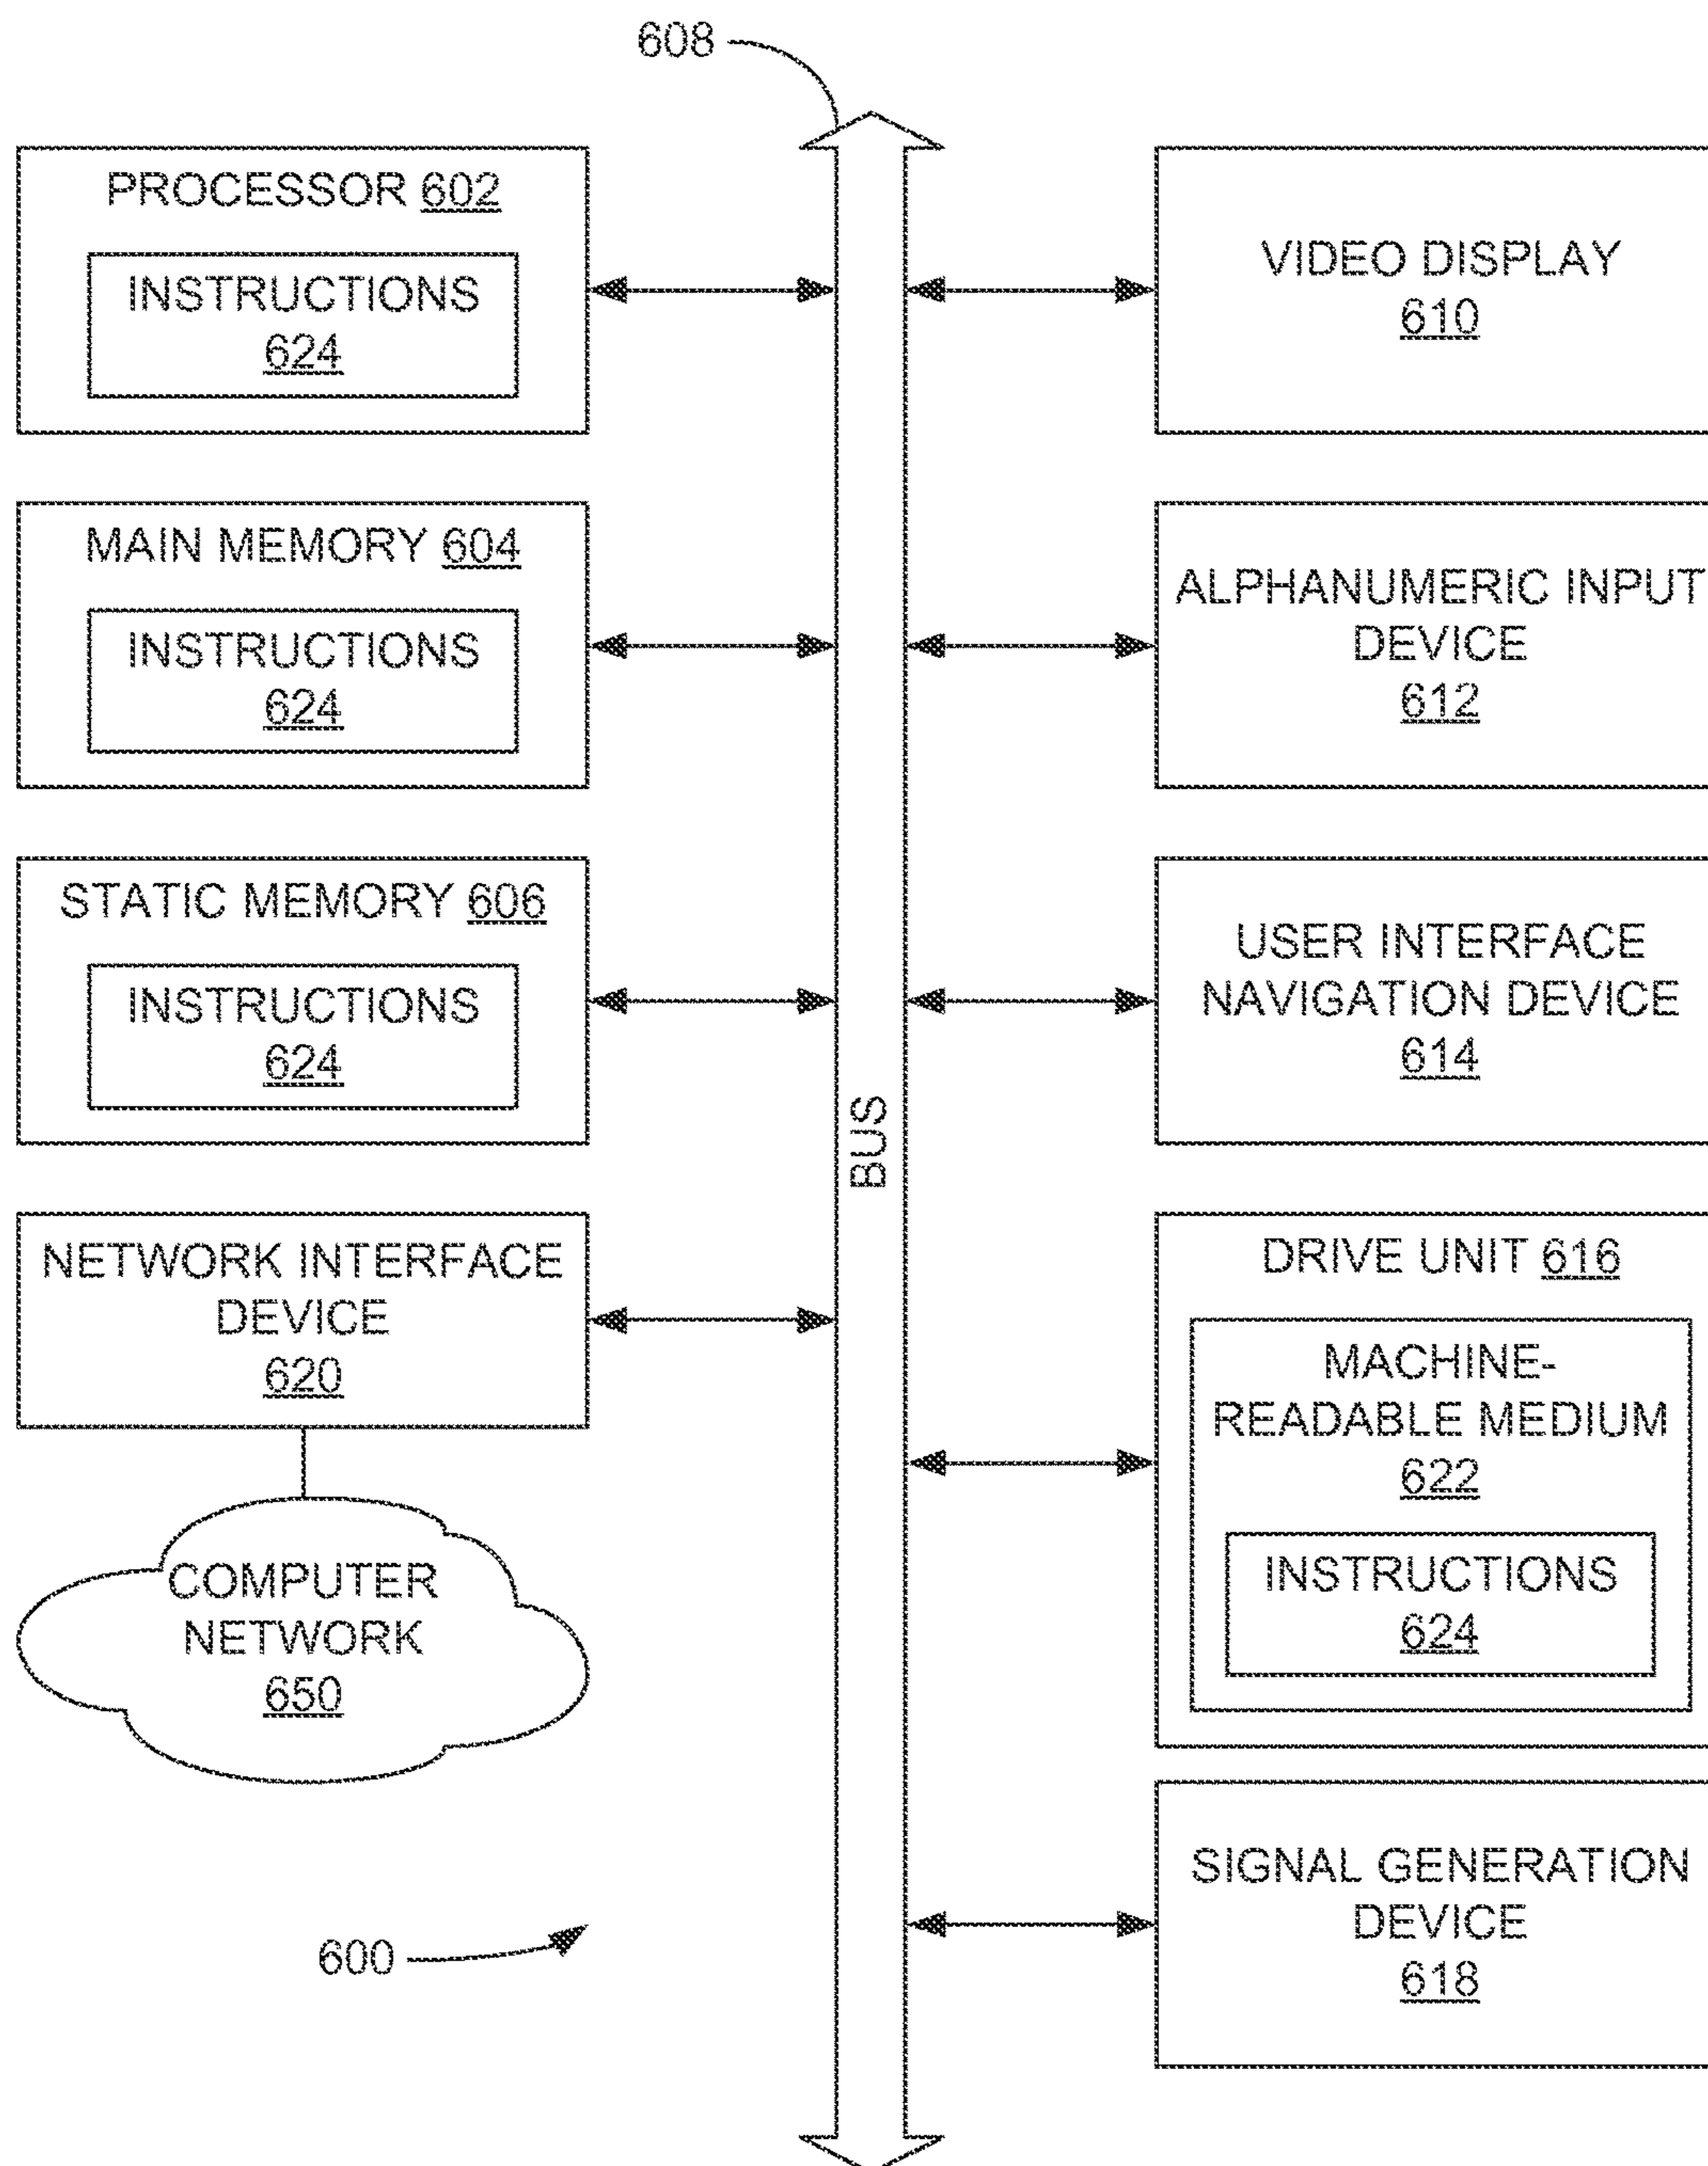 608
PROCESSOR 602
INSTRUCTIONS
624
MAIN MEMORY 604
INSTRUCTIONS
624
STATIC MEMORY 606
INSTRUCTIONS
624
NETWORK INTERFACE
DEVICE
620
COMPUTER
NETWORK
650
600
BUS
VIDEO DISPLAY
610
ALPHANUMERIC INPUT
DEVICE
612
USER INTERFACE
NAVIGATION DEVICE
614
DRIVE UNIT 616
MACHINE-
READABLE MEDIUM
622
INSTRUCTIONS
624
SIGNAL GENERATION
DEVICE
618